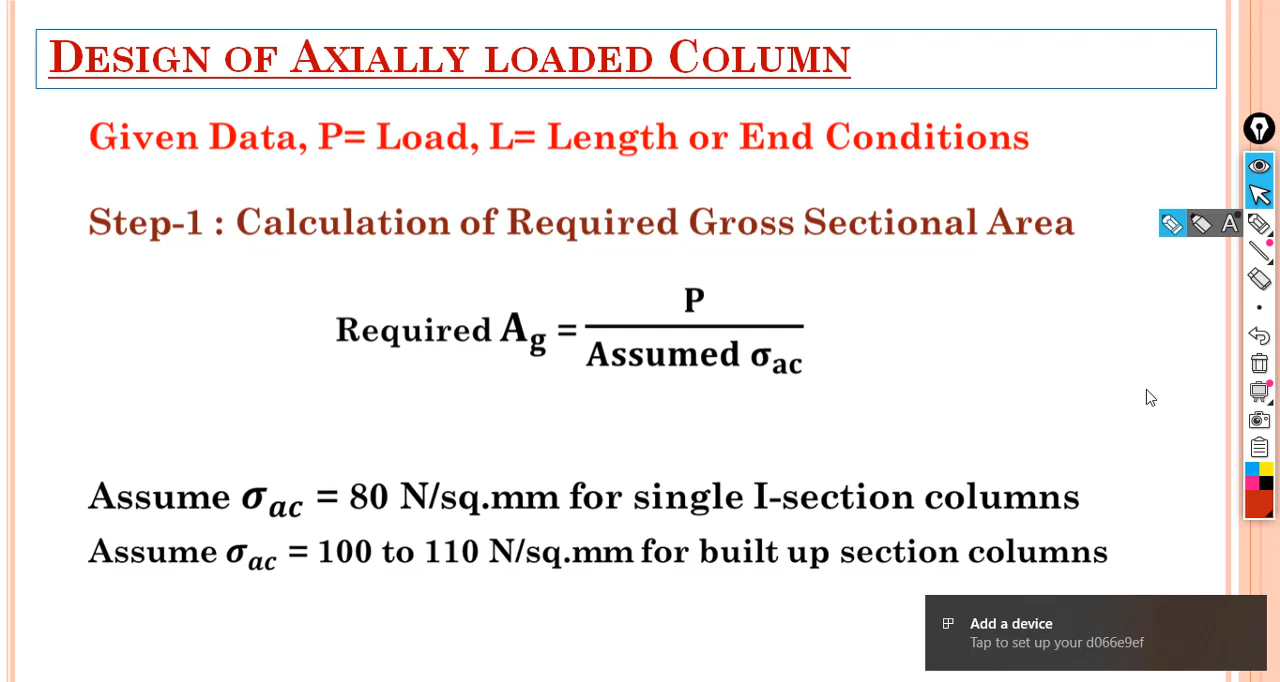 DESIGN OF AXIALLY LOADED COLUMN
Given Data, P= Load, L= Length or End Conditions
Step-1 : Calculation of Required Gross Sectional Area
Required Ag = P / Assumed σac
A
Assume σac = 80 N/sq.mm for single I-section columns
Assume σac = 100 to 110 N/sq.mm for built up section columns
Add a device
Tap to set up your d066e9ef